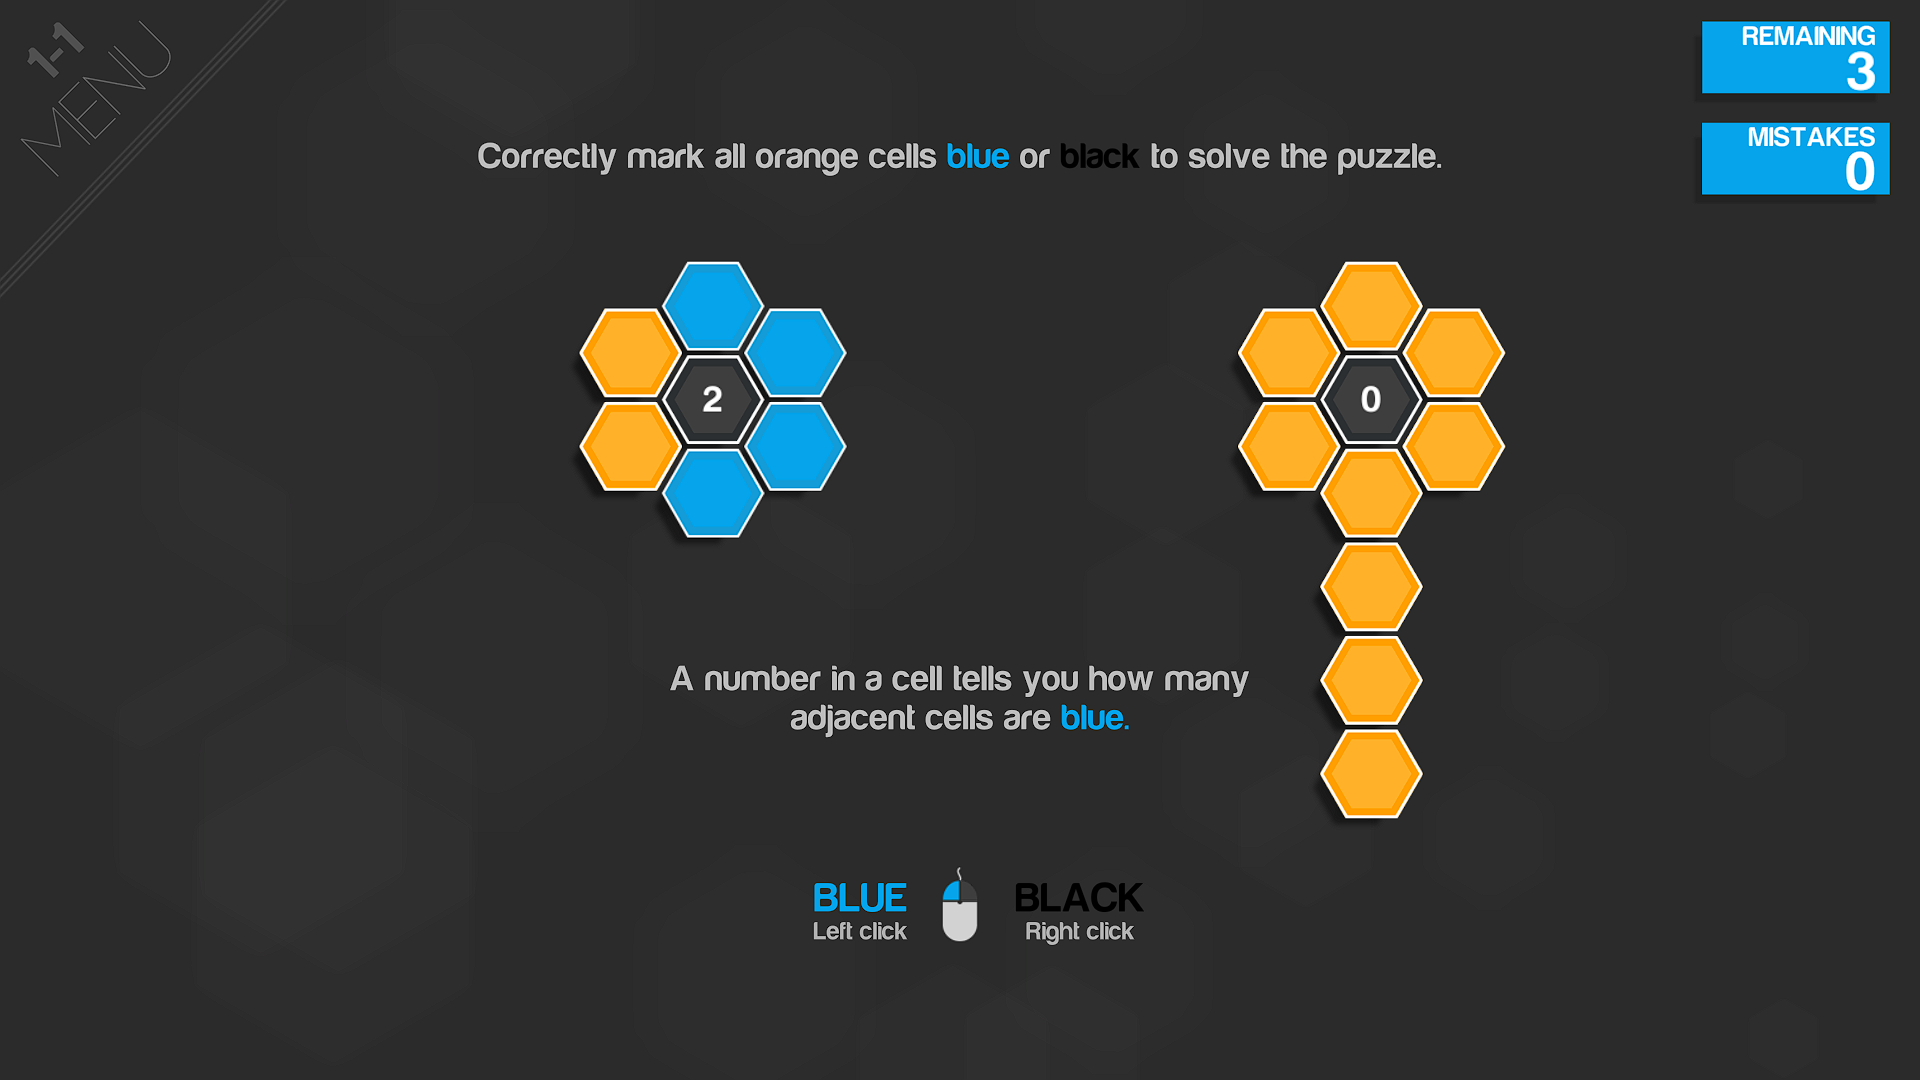 1-1
MENU
REMAINING
3
MISTAKES
0
Correctly mark all orange cells blue or black to solve the puzzle.
2
0
A number in a cell tells you how many
adjacent cells are blue.
BLUE
Left click
BLACK
Right click